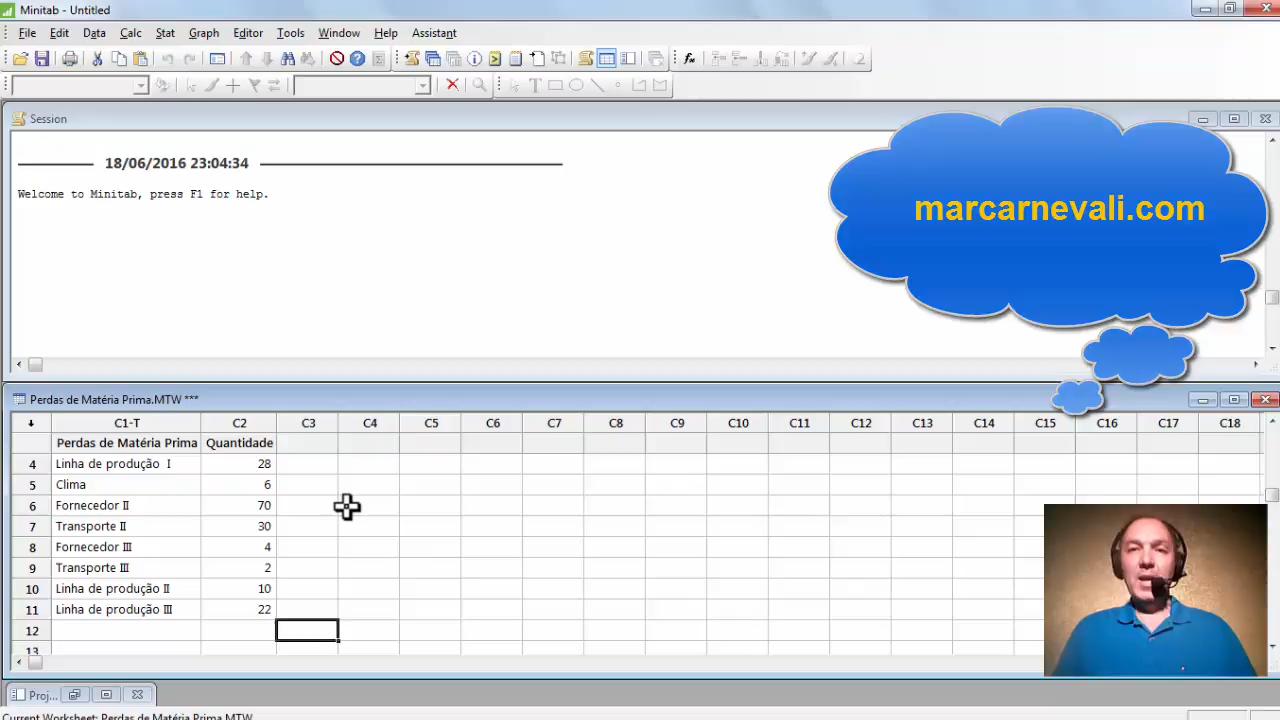 Minitab - Untitled
File Edit Data Calc Stat Graph Editor Tools Window Help Assistant
Session
18/06/2016 23:04:34
Welcome to Minitab, press F1 for help.
marcarnevali.com
Perdas de Matéria Prima.MTW ***
C1-T C2 C3 C4 C5 C6 C7 C8 C9 C10 C11 C12 C13 C14 C15 C16 C17 C18
Perdas de Matéria Prima Quantidade
4 Linha de produção I 28
5 Clima 6
6 Fornecedor II 70
7 Transporte II 30
8 Fornecedor III 4
9 Transporte III 2
10 Linha de produção II 10
11 Linha de produção III 22
12
13
Proj...
Current Worksheet: Perdas de Matéria Prima.MTW